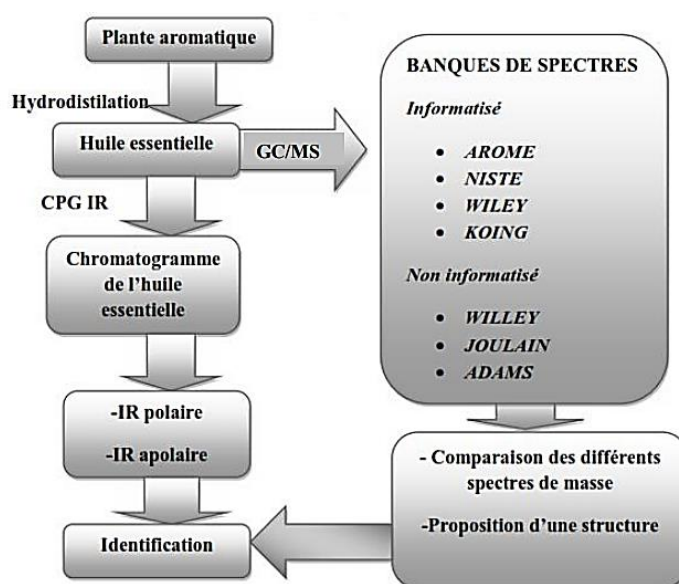 Plante aromatique
Hydrodistilation
Huile essentielle
GC/MS
CPG IR
Chromatogramme
de l'huile
essentielle
-IR polaire
-IR apolaire
Identification
BANQUES DE SPECTRES
Informatisé
• AROME
• NISTE
• WILEY
• KOING
Non informatisé
• WILLEY
• JOULAIN
• ADAMS
- Comparaison des différents
spectres de masse
-Proposition d'une structure